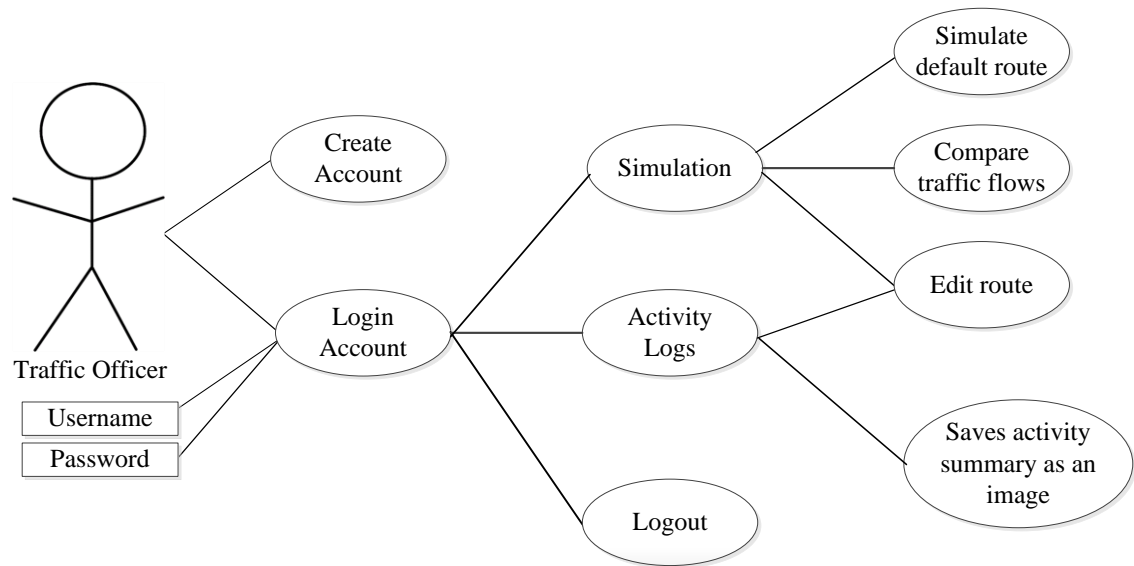 Simulate
default route
Create
Account
Simulation
Compare
traffic flows
Edit route
Login
Account
Activity
Logs
Traffic Officer
Username
Password
Saves activity
summary as an
image
Logout